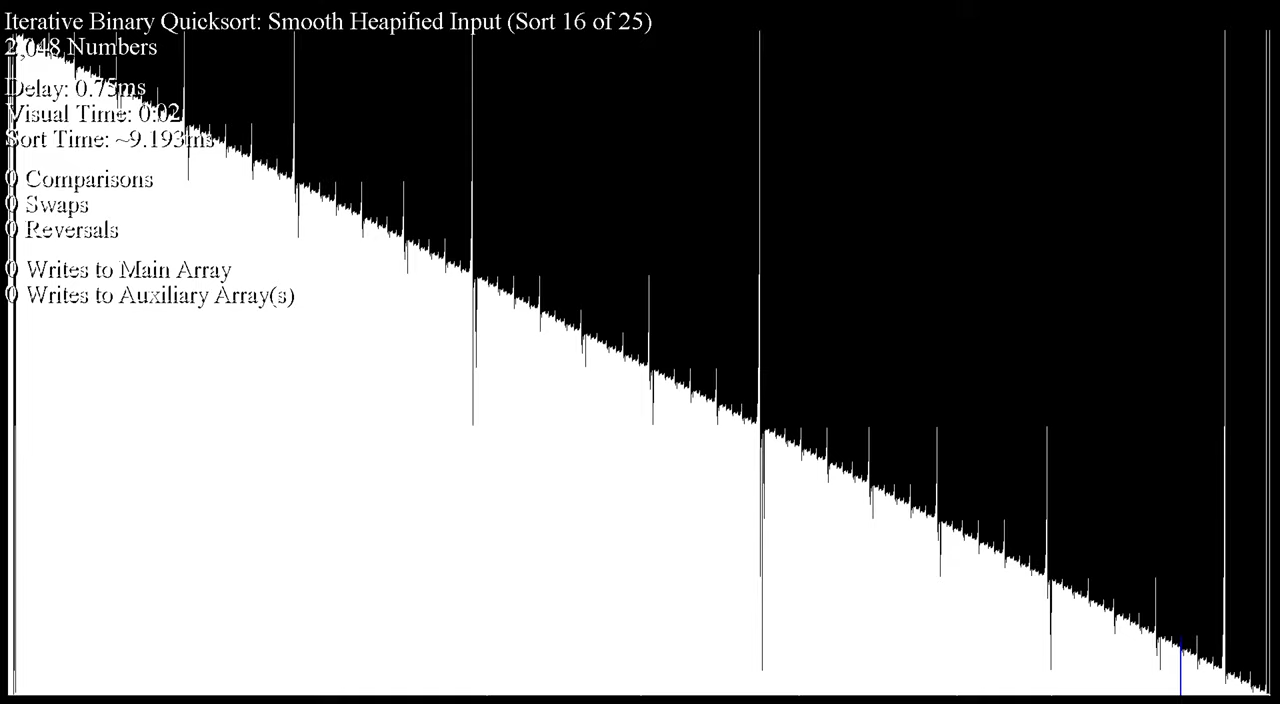 Iterative Binary Quicksort: Smooth Heapified Input (Sort 16 of 25)
2,048 Numbers
Delay: 0.75ms
Visual Time: 0:02
Sort Time: ~9.193ms
0 Comparisons
0 Swaps
0 Reversals
0 Writes to Main Array
0 Writes to Auxiliary Array(s)